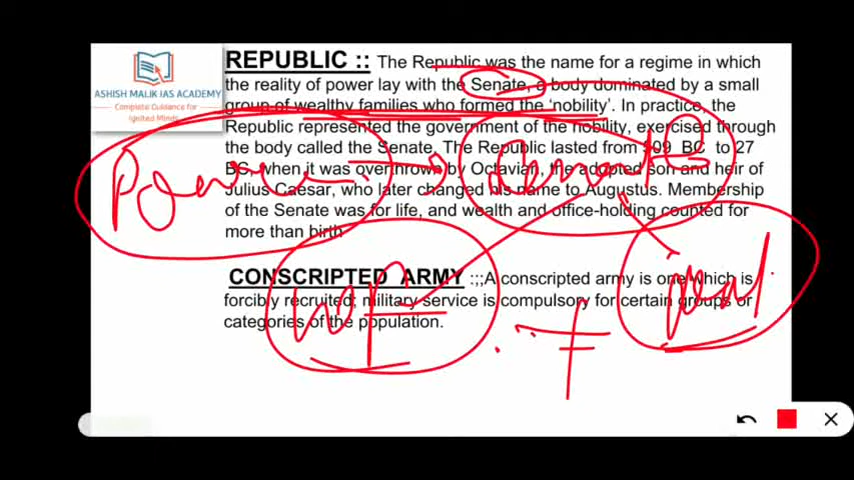 ASHISH MALIK IAS ACADEMY
Complete Guidance for
Ignited Minds
REPUBLIC :: The Republic was the name for a regime in which
the reality of power lay with the Senate, a body dominated by a small
group of wealthy families who formed the ‘nobility’. In practice, the
Republic represented the government of the nobility, exercised through
the body called the Senate. The Republic lasted from 509 BC to 27
BC, when it was overthrown by Octavian, the adopted son and heir of
Julius Caesar, who later changed his name to Augustus. Membership
of the Senate was for life, and wealth and office-holding counted for
more than birth
CONSCRIPTED ARMY :;;A conscripted army is one which is
forcibly recruited; military service is compulsory for certain groups or
categories of the population.
Power
Senate